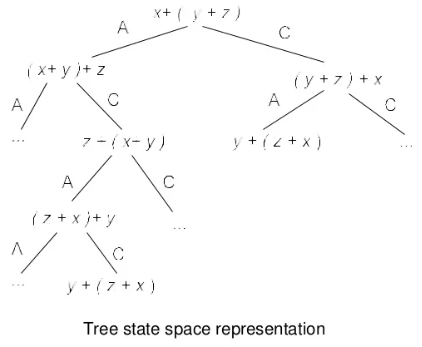 x+ ( y + z )
A C
( x+ y )+ z ( y + z ) + x
A C A C
... z + ( x+ y ) y + ( z + x ) ...
A C
( z + x )+ y ...
A C
... y + ( z + x )
Tree state space representation